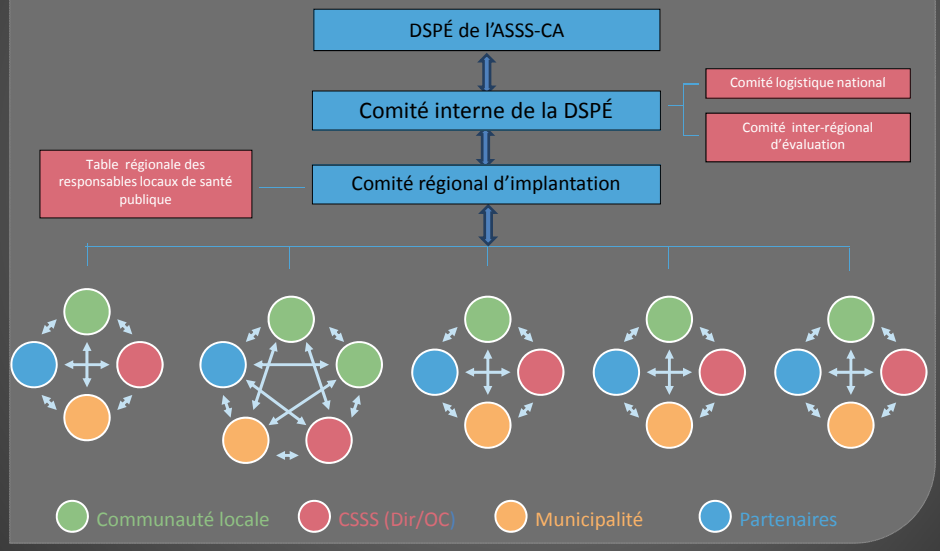 DSPÉ de l'ASSS-CA
Comité interne de la DSPÉ
Comité logistique national
Comité inter-régional
d'évaluation
Table régionale des
responsables locaux de santé
publique
Comité régional d'implantation
Communauté locale
CSSS (Dir/OC)
Municipalité
Partenaires